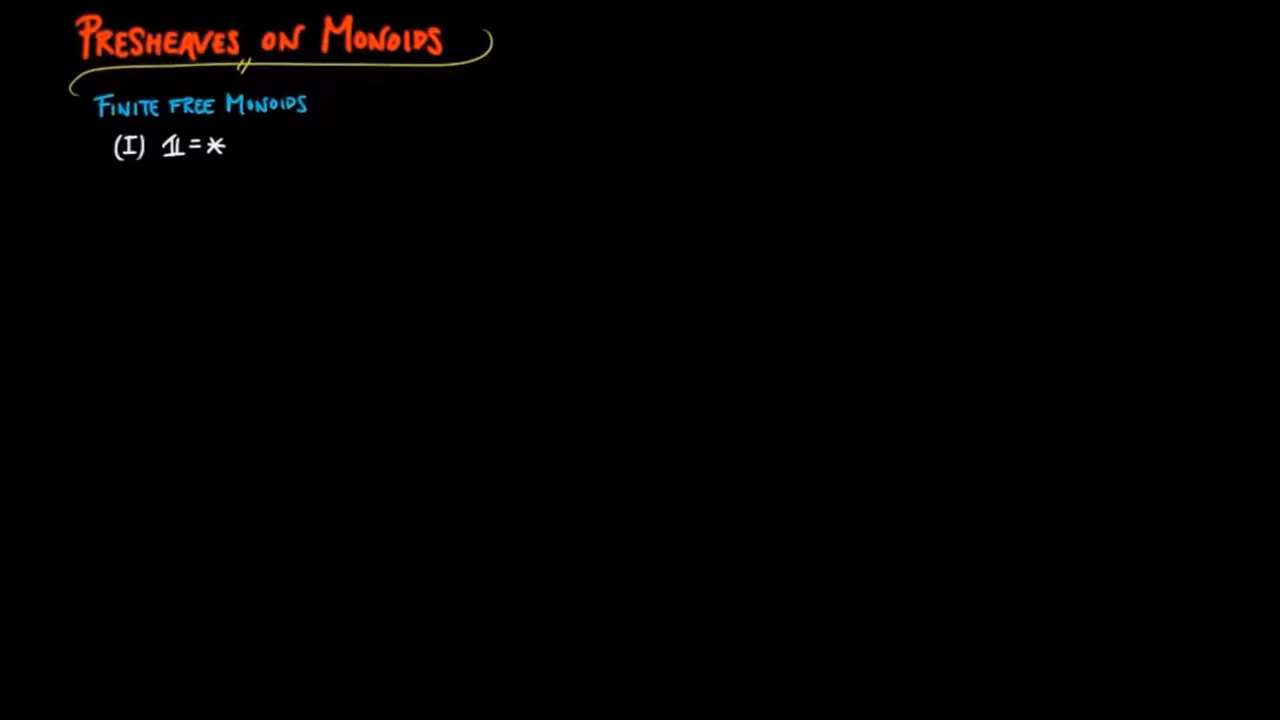 PRESHEAVES ON MONOIDS
FINITE FREE MONOIDS
(I) 𝟙 = *